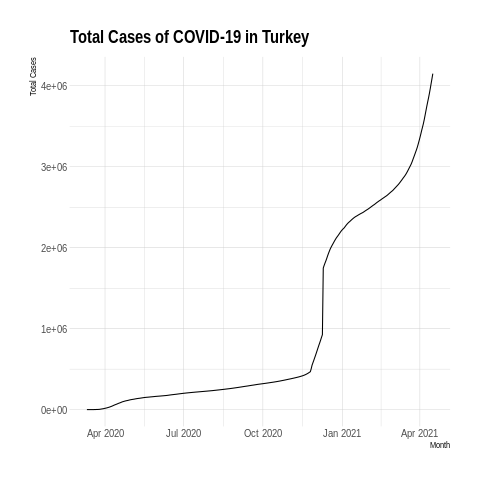 Total Cases of COVID-19 in Turkey
Total Cases
4e+06
3e+06
2e+06
1e+06
0e+00
Apr 2020 Jul 2020 Oct 2020 Jan 2021 Apr 2021
Month